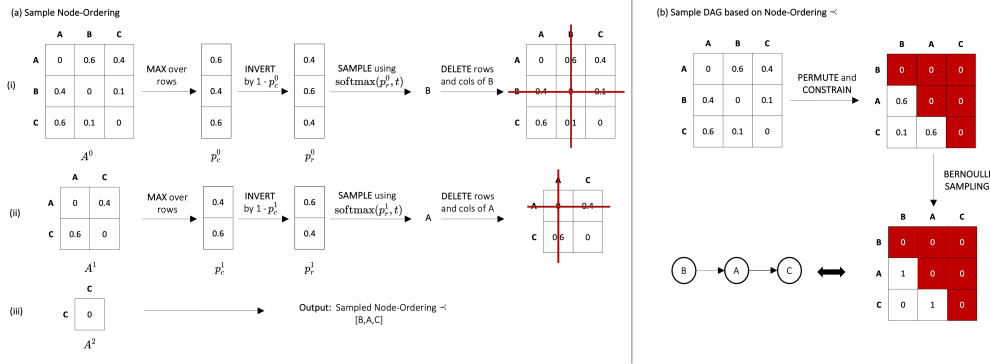 (a) Sample Node-Ordering
A B C
A 0 0.6 0.4
B 0.4 0 0.1
C 0.6 0.1 0
A⁰
(i)
MAX over
rows
0.6
0.4
0.6
p_c^0
INVERT
by 1 - p_c^0
0.4
0.6
0.4
p_r^0
SAMPLE using
softmax(p_r^0, t)
B
DELETE rows
and cols of B
A B C
A 0 0.6 0.4
B 0.4 0 0.1
C 0.6 0.1 0
(ii)
A C
A 0 0.4
C 0.6 0
A¹
MAX over
rows
0.4
0.6
p_c^1
INVERT
by 1 - p_c^1
0.6
0.4
p_r^1
SAMPLE using
softmax(p_r^1, t)
A
DELETE rows
and cols of A
A C
A 0 0.4
C 0.6 0
(iii)
C
C 0
A²
Output: Sampled Node-Ordering ≺
[B,A,C]
(b) Sample DAG based on Node-Ordering ≺
A B C
A 0 0.6 0.4
B 0.4 0 0.1
C 0.6 0.1 0
PERMUTE and
CONSTRAIN
B A C
B 0 0 0
A 0.6 0 0
C 0.1 0.6 0
BERNOULLI
SAMPLING
B A C
B 0 0 0
A 1 0 0
C 0 1 0
B A C